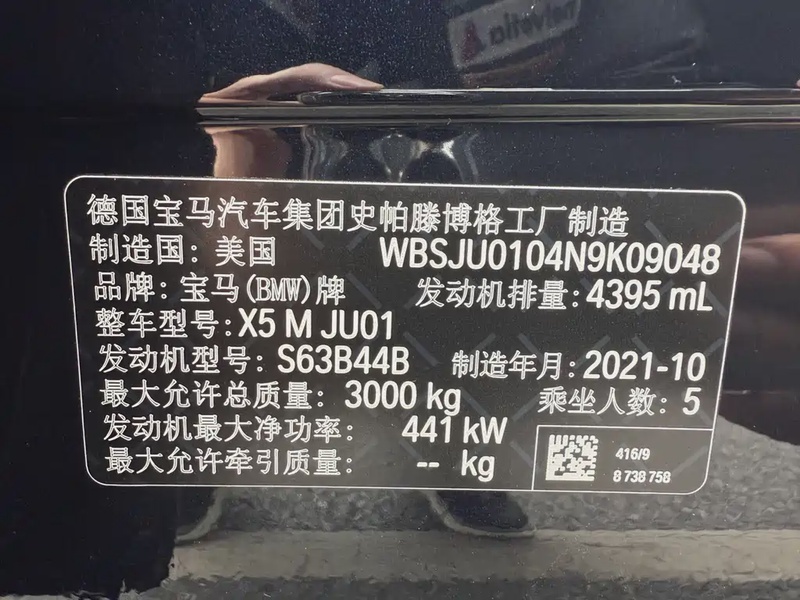 helvetia
德国宝马汽车集团史帕滕博格工厂制造
制造国：美国 WBSJU0104N9K09048
品牌：宝马(BMW)牌 发动机排量：4395 mL
整车型号：X5 M JU01
发动机型号：S63B44B 制造年月：2021-10
最大允许总质量：3000 kg 乘坐人数：5
发动机最大净功率：441 kW
最大允许牵引质量：-- kg
416/9
8 738 758